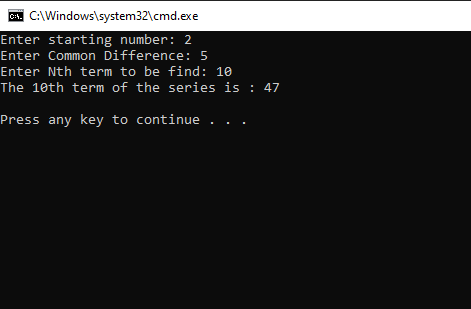 C:\Windows\system32\cmd.exe
Enter starting number: 2
Enter Common Difference: 5
Enter Nth term to be find: 10
The 10th term of the series is : 47
Press any key to continue . . .